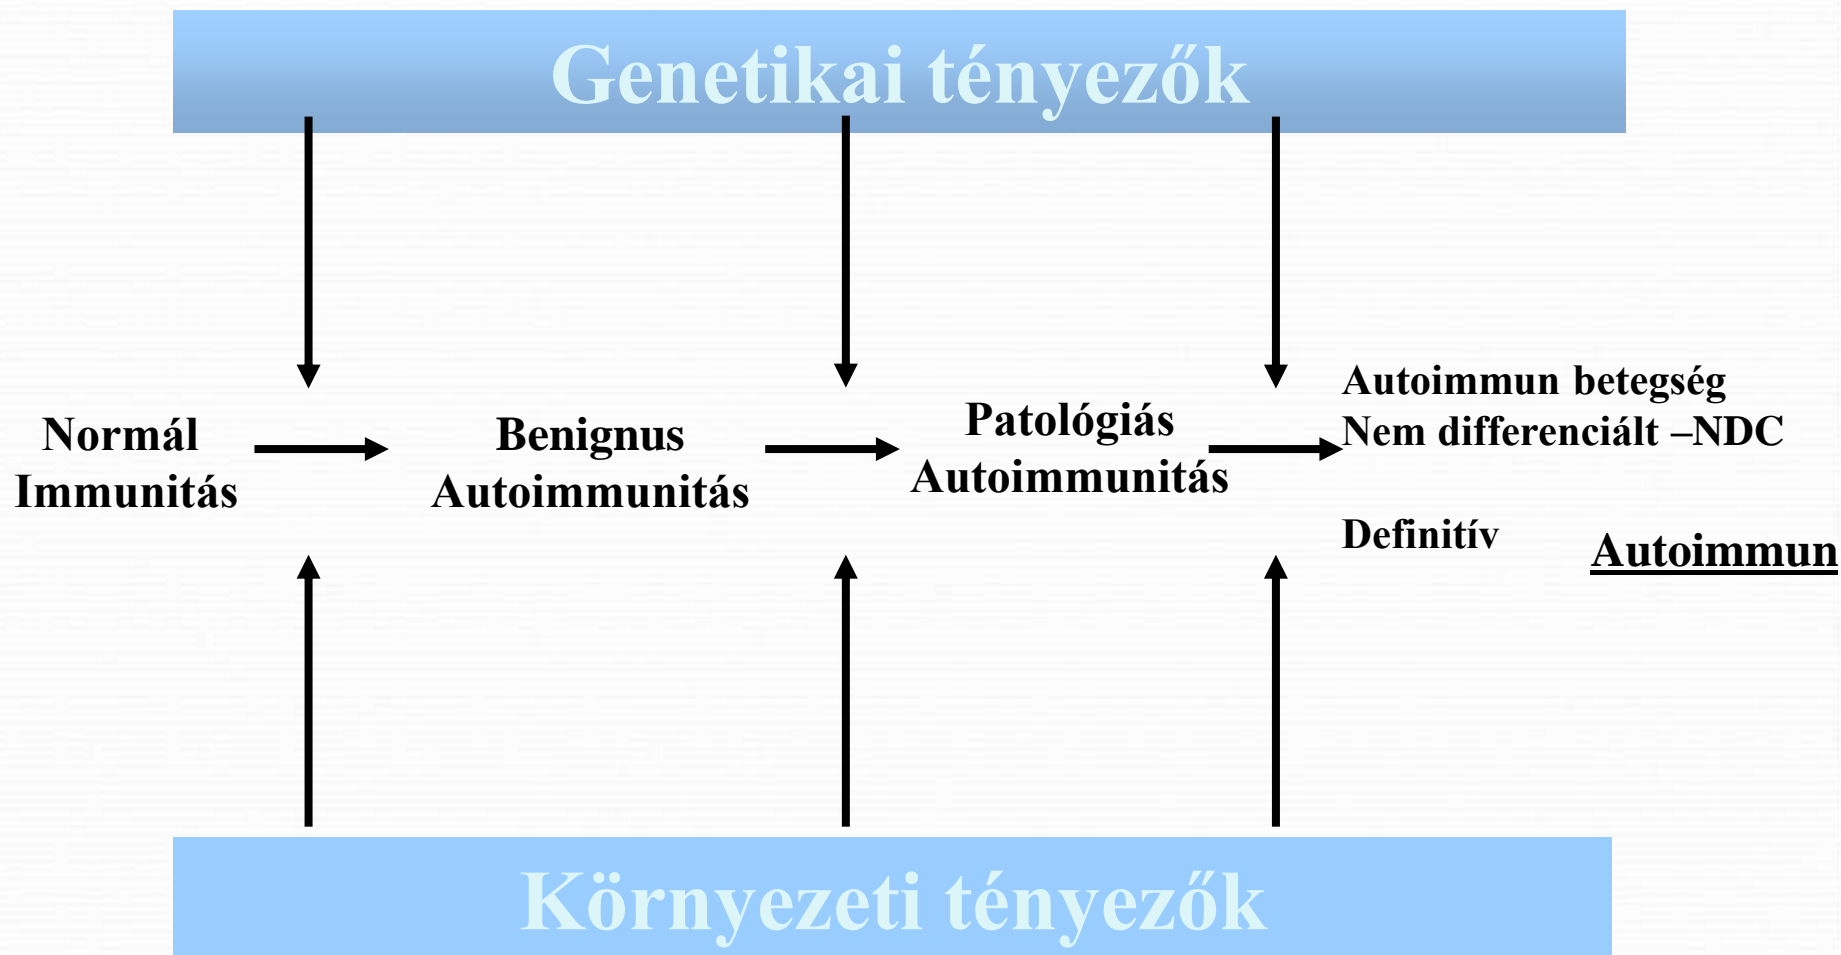 Genetikai tényezők
Normál
Immunitás
Benignus
Autoimmunitás
Patológiás
Autoimmunitás
Autoimmun betegség
Nem differenciált –NDC
Definitív
Autoimmun
Környezeti tényezők